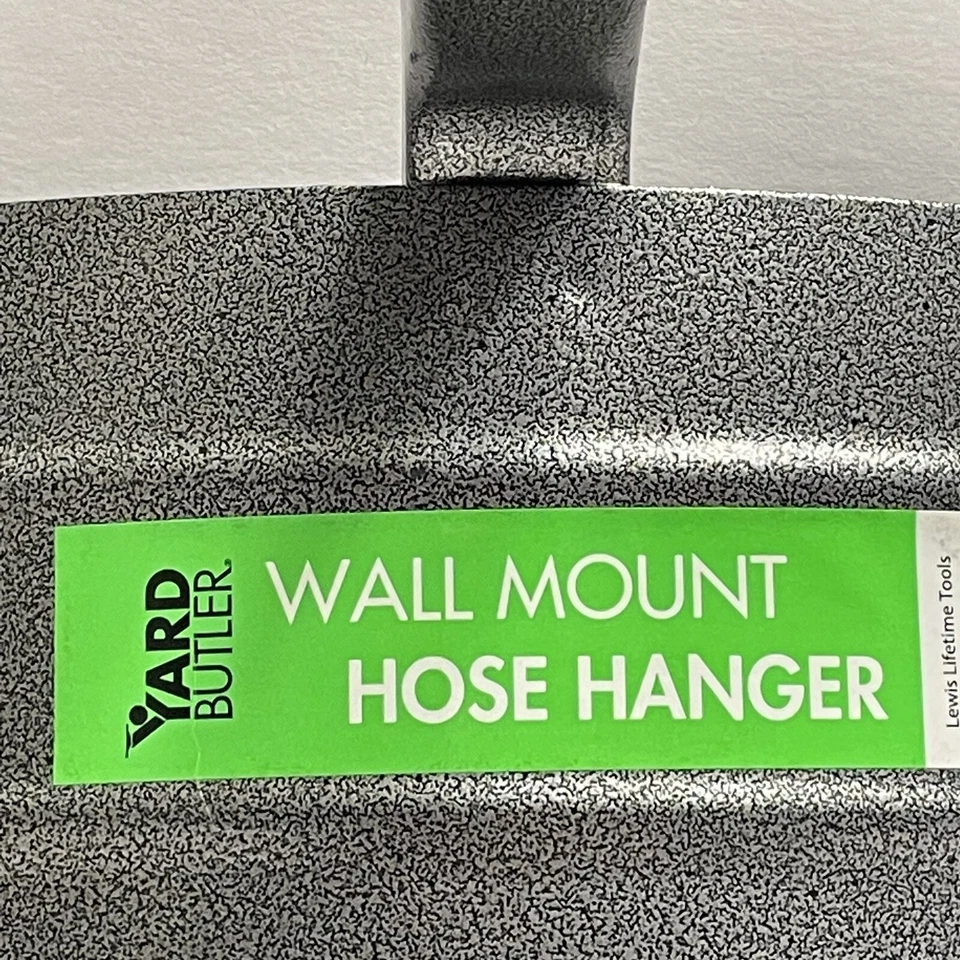 YARD
BUTLER®
WALL MOUNT
HOSE HANGER
Lewis Lifetime Tools